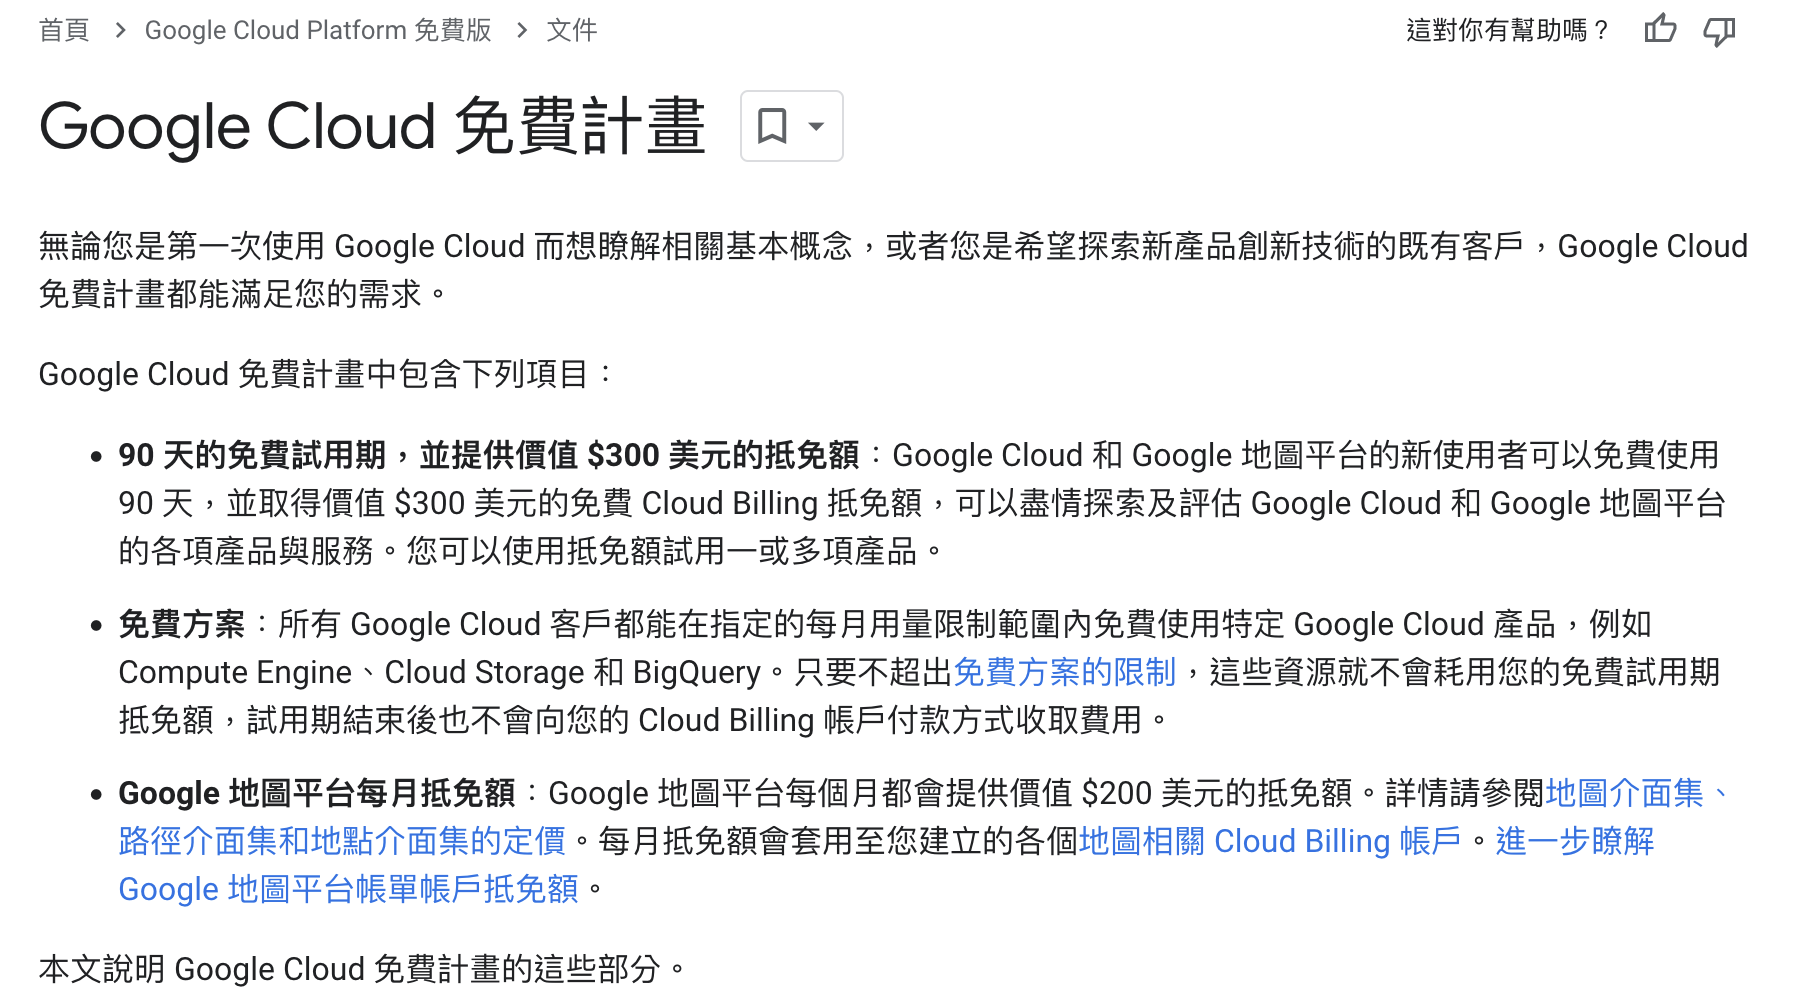 首頁 > Google Cloud Platform 免費版 > 文件
這對你有幫助嗎？
Google Cloud 免費計畫
無論您是第一次使用 Google Cloud 而想瞭解相關基本概念，或者您是希望探索新產品創新技術的既有客戶，Google Cloud
免費計畫都能滿足您的需求。
Google Cloud 免費計畫中包含下列項目：
• 90 天的免費試用期，並提供價值 $300 美元的抵免額：Google Cloud 和 Google 地圖平台的新使用者可以免費使用
90 天，並取得價值 $300 美元的免費 Cloud Billing 抵免額，可以盡情探索及評估 Google Cloud 和 Google 地圖平台
的各項產品與服務。您可以使用抵免額試用一或多項產品。
• 免費方案：所有 Google Cloud 客戶都能在指定的每月用量限制範圍內免費使用特定 Google Cloud 產品，例如
Compute Engine、Cloud Storage 和 BigQuery。只要不超出免費方案的限制，這些資源就不會耗用您的免費試用期
抵免額，試用期結束後也不會向您的 Cloud Billing 帳戶付款方式收取費用。
• Google 地圖平台每月抵免額：Google 地圖平台每個月都會提供價值 $200 美元的抵免額。詳情請參閱地圖介面集、
路徑介面集和地點介面集的定價。每月抵免額會套用至您建立的各個地圖相關 Cloud Billing 帳戶。進一步瞭解
Google 地圖平台帳單帳戶抵免額。
本文說明 Google Cloud 免費計畫的這些部分。